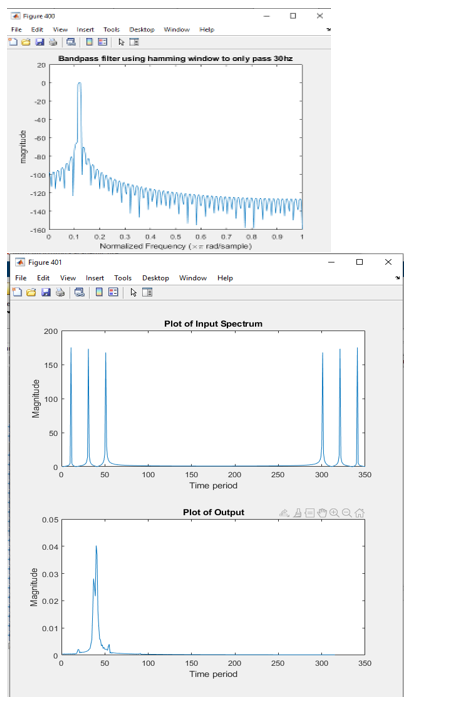 Figure 400
File Edit View Insert Tools Desktop Window Help
Bandpass filter using hamming window to only pass 30hz
20
0
-20
-40
-60
-80
-100
-120
-140
-160
magnitude
0 0.1 0.2 0.3 0.4 0.5 0.6 0.7 0.8 0.9 1
Normalized Frequency (×π rad/sample)
Figure 401
File Edit View Insert Tools Desktop Window Help
Plot of Input Spectrum
200
150
100
50
0
Magnitude
0 50 100 150 200 250 300 350
Time period
Plot of Output
0.05
0.04
0.03
0.02
0.01
0
Magnitude
0 50 100 150 200 250 300 350
Time period